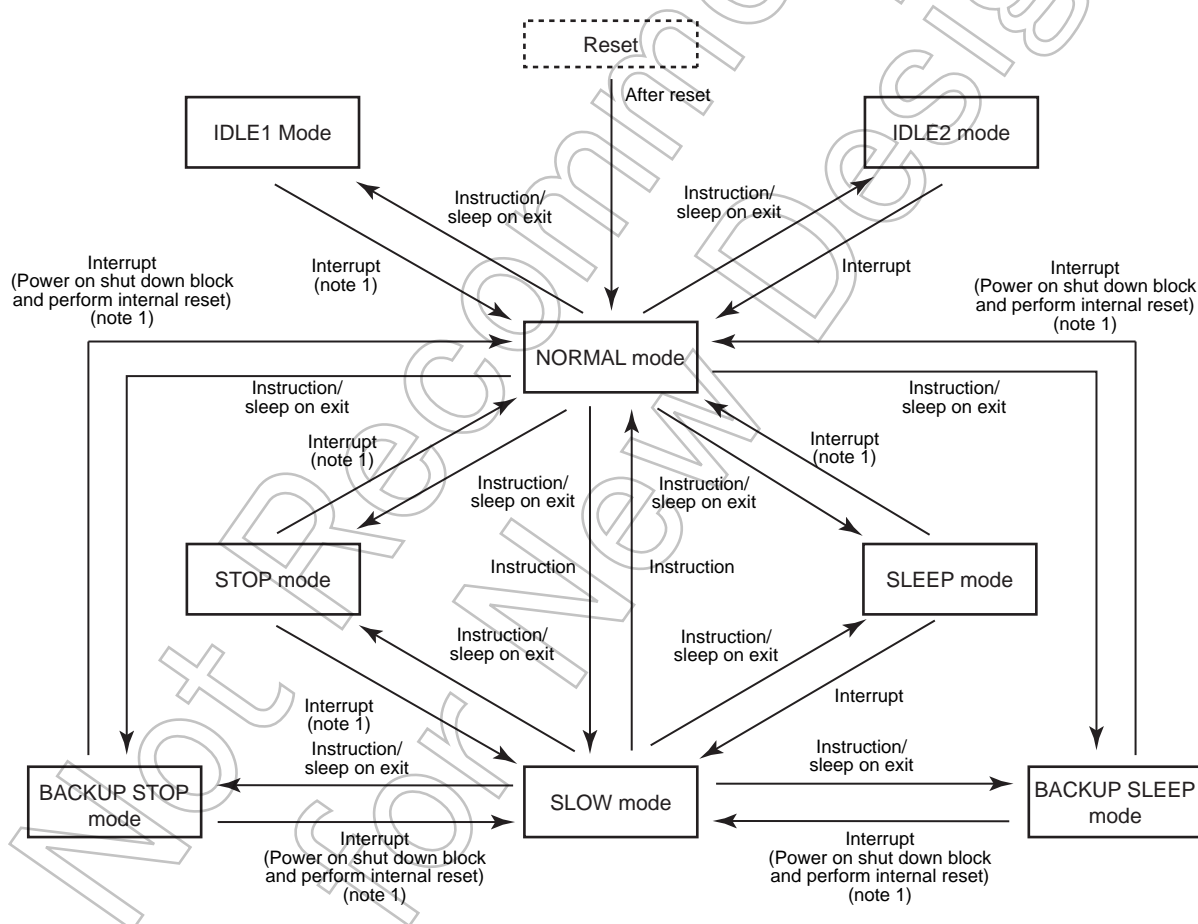 Reset
After reset
IDLE1 Mode
IDLE2 mode
Instruction/
sleep on exit
Instruction/
sleep on exit
Interrupt
(Power on shut down block
and perform internal reset)
(note 1)
Interrupt
(note 1)
Interrupt
Interrupt
(Power on shut down block
and perform internal reset)
(note 1)
NORMAL mode
Instruction/
sleep on exit
Instruction/
sleep on exit
Interrupt
(note 1)
Interrupt
(note 1)
Instruction/
sleep on exit
Instruction/
sleep on exit
STOP mode
Instruction
Instruction
SLEEP mode
Instruction/
sleep on exit
Instruction/
sleep on exit
Interrupt
(note 1)
Interrupt
Instruction/
sleep on exit
Instruction/
sleep on exit
BACKUP STOP
mode
SLOW mode
BACKUP SLEEP
mode
Interrupt
(Power on shut down block
and perform internal reset)
(note 1)
Interrupt
(Power on shut down block
and perform internal reset)
(note 1)
Not Recomme
for New Desig